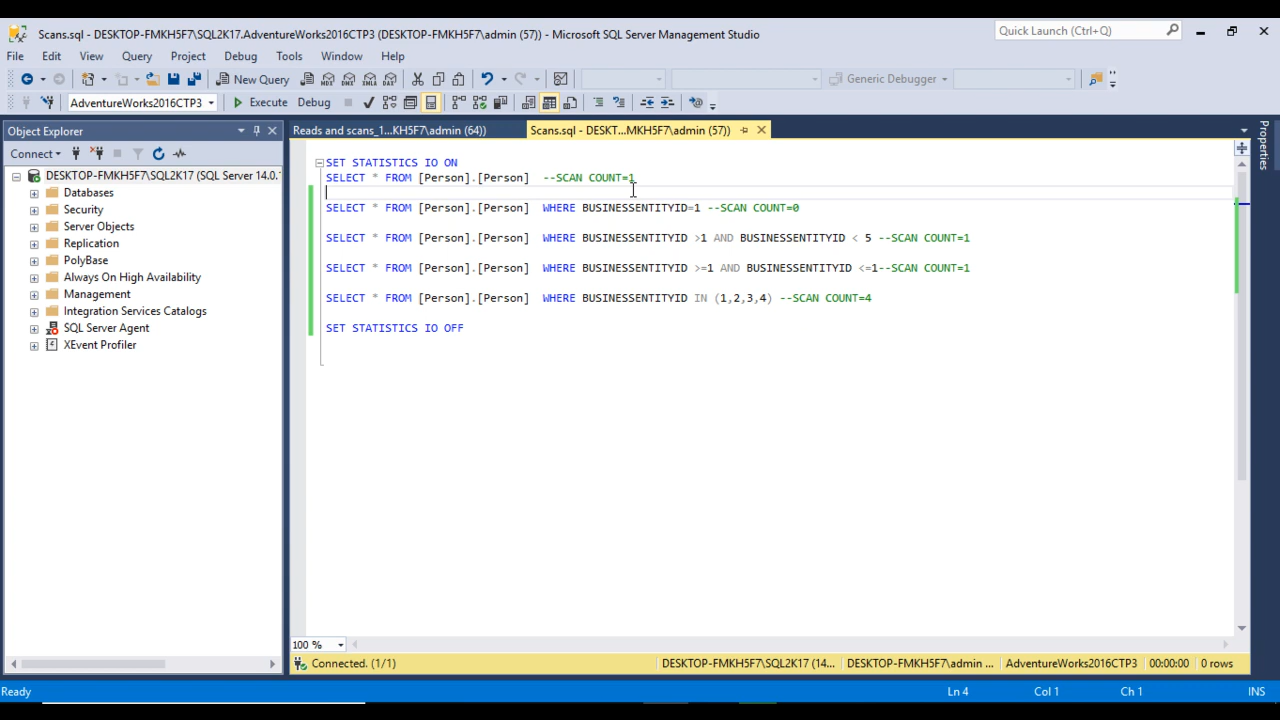 Scans.sql - DESKTOP-FMKH5F7\SQL2K17.AdventureWorks2016CTP3 (DESKTOP-FMKH5F7\admin (57)) - Microsoft SQL Server Management Studio
Quick Launch (Ctrl+Q)
File Edit View Query Project Debug Tools Window Help
New Query
Generic Debugger
AdventureWorks2016CTP3
Execute Debug
Object Explorer
Reads and scans_1...KH5F7\admin (64))
Scans.sql - DESKT...MKH5F7\admin (57))
Properties
Connect
DESKTOP-FMKH5F7\SQL2K17 (SQL Server 14.0.
Databases
Security
Server Objects
Replication
PolyBase
Always On High Availability
Management
Integration Services Catalogs
SQL Server Agent
XEvent Profiler
SET STATISTICS IO ON
SELECT * FROM [Person].[Person]  --SCAN COUNT=1
SELECT * FROM [Person].[Person]  WHERE BUSINESSENTITYID=1 --SCAN COUNT=0
SELECT * FROM [Person].[Person]  WHERE BUSINESSENTITYID >1 AND BUSINESSENTITYID < 5 --SCAN COUNT=1
SELECT * FROM [Person].[Person]  WHERE BUSINESSENTITYID >=1 AND BUSINESSENTITYID <=1--SCAN COUNT=1
SELECT * FROM [Person].[Person]  WHERE BUSINESSENTITYID IN (1,2,3,4) --SCAN COUNT=4
SET STATISTICS IO OFF
100 %
Connected. (1/1)
DESKTOP-FMKH5F7\SQL2K17 (14... DESKTOP-FMKH5F7\admin ... AdventureWorks2016CTP3 00:00:00 0 rows
Ready
Ln 4 Col 1 Ch 1 INS